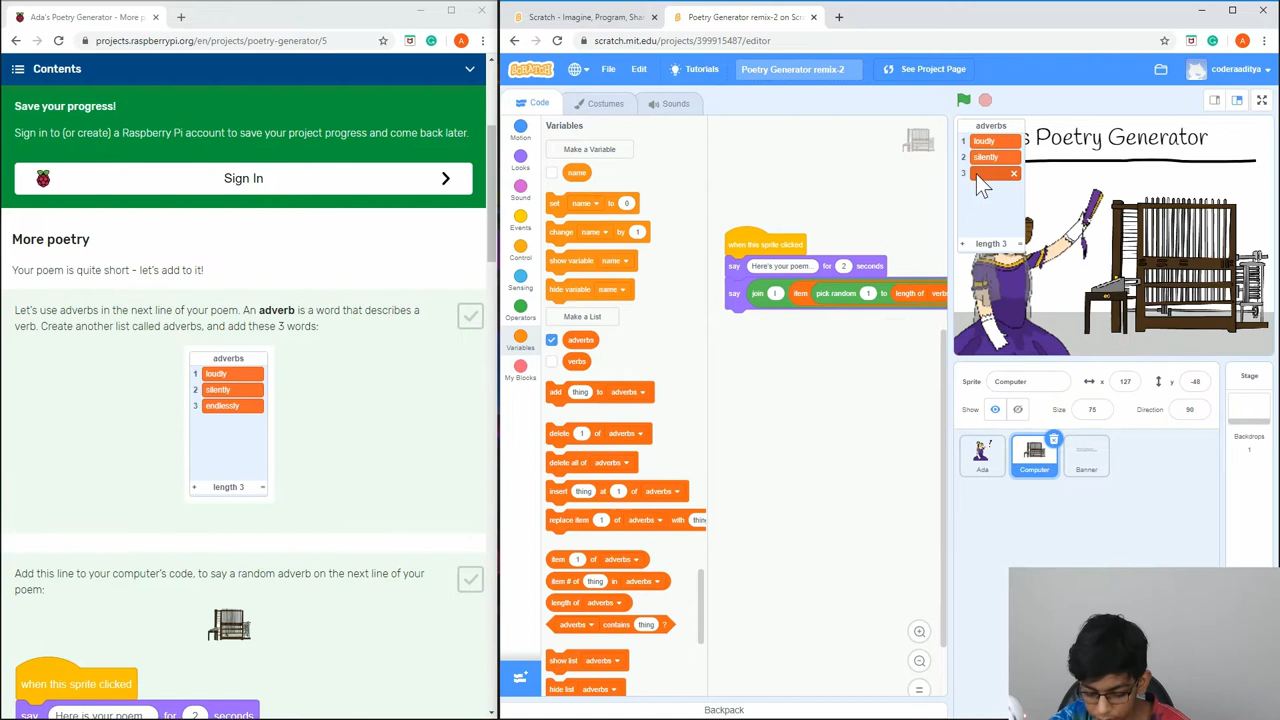 Ada's Poetry Generator - More p
projects.raspberrypi.org/en/projects/poetry-generator/5
A
Contents
Save your progress!
Sign in to (or create) a Raspberry Pi account to save your project progress and come back later.
Sign In
More poetry
Your poem is quite short - let's add to it!
Let's use adverbs in the next line of your poem. An adverb is a word that describes a
verb. Create another list called adverbs, and add these 3 words:
adverbs
1 loudly
2 silently
3 endlessly
+ length 3 =
Add this line to your computer's code, to say a random adverb on the next line of your
poem:
when this sprite clicked
say Here is your poem... for 2 seconds
Scratch - Imagine, Program, Sha
Poetry Generator remix-2 on Scr
scratch.mit.edu/projects/399915487/editor
A
SCRATCH
File
Edit
Tutorials
Poetry Generator remix-2
See Project Page
coderaaditya
Code
Costumes
Sounds
Motion
Looks
Sound
Events
Control
Sensing
Operators
Variables
My Blocks
Variables
Make a Variable
name
set name to 0
change name by 1
show variable name
hide variable name
Make a List
adverbs
verbs
add thing to adverbs
delete 1 of adverbs
delete all of adverbs
insert thing at 1 of adverbs
replace item 1 of adverbs with thing
item 1 of adverbs
item # of thing in adverbs
length of adverbs
adverbs contains thing ?
show list adverbs
hide list adverbs
when this sprite clicked
say Here's your poem... for 2 seconds
say join I item pick random 1 to length of verbs
adverbs
1 loudly
2 silently
3
+ length 3 =
's Poetry Generator
Sprite Computer x 127 y -48
Show Size 75 Direction 90
Ada
Computer
Banner
Stage
Backdrops
1
Backpack